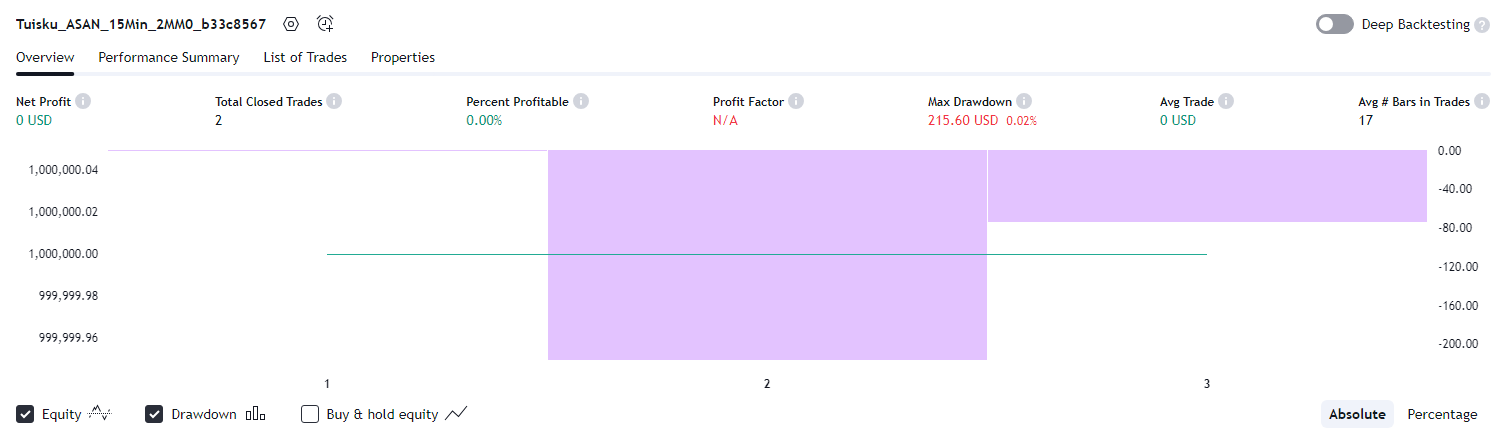 Tuisku_ASAN_15Min_2MM0_b33c8567
Deep Backtesting ?
Overview Performance Summary List of Trades Properties
Net Profit i Total Closed Trades i Percent Profitable i Profit Factor i Max Drawdown i Avg Trade i Avg # Bars in Trades i
0 USD 2 0.00% N/A 215.60 USD 0.02% 0 USD 17
0.00
1,000,000.04
-40.00
1,000,000.02
-80.00
1,000,000.00
-120.00
999,999.98
-160.00
999,999.96
-200.00
1 2 3
Equity Drawdown Buy & hold equity Absolute Percentage